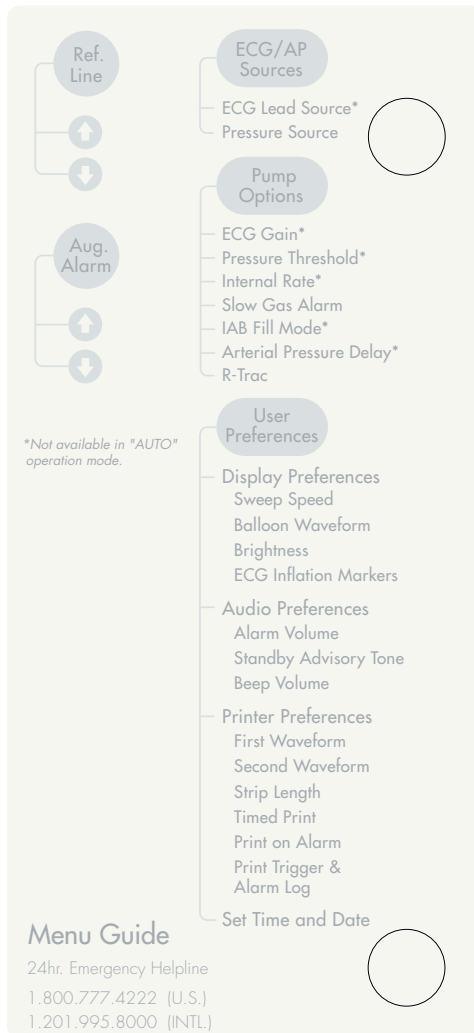 Ref.
Line
Aug.
Alarm
*Not available in "AUTO"
operation mode.
ECG/AP
Sources
ECG Lead Source*
Pressure Source
Pump
Options
ECG Gain*
Pressure Threshold*
Internal Rate*
Slow Gas Alarm
IAB Fill Mode*
Arterial Pressure Delay*
R-Trac
User
Preferences
Display Preferences
Sweep Speed
Balloon Waveform
Brightness
ECG Inflation Markers
Audio Preferences
Alarm Volume
Standby Advisory Tone
Beep Volume
Printer Preferences
First Waveform
Second Waveform
Strip Length
Timed Print
Print on Alarm
Print Trigger &
Alarm Log
Set Time and Date
Menu Guide
24hr. Emergency Helpline
1.800.777.4222 (U.S.)
1.201.995.8000 (INTL.)